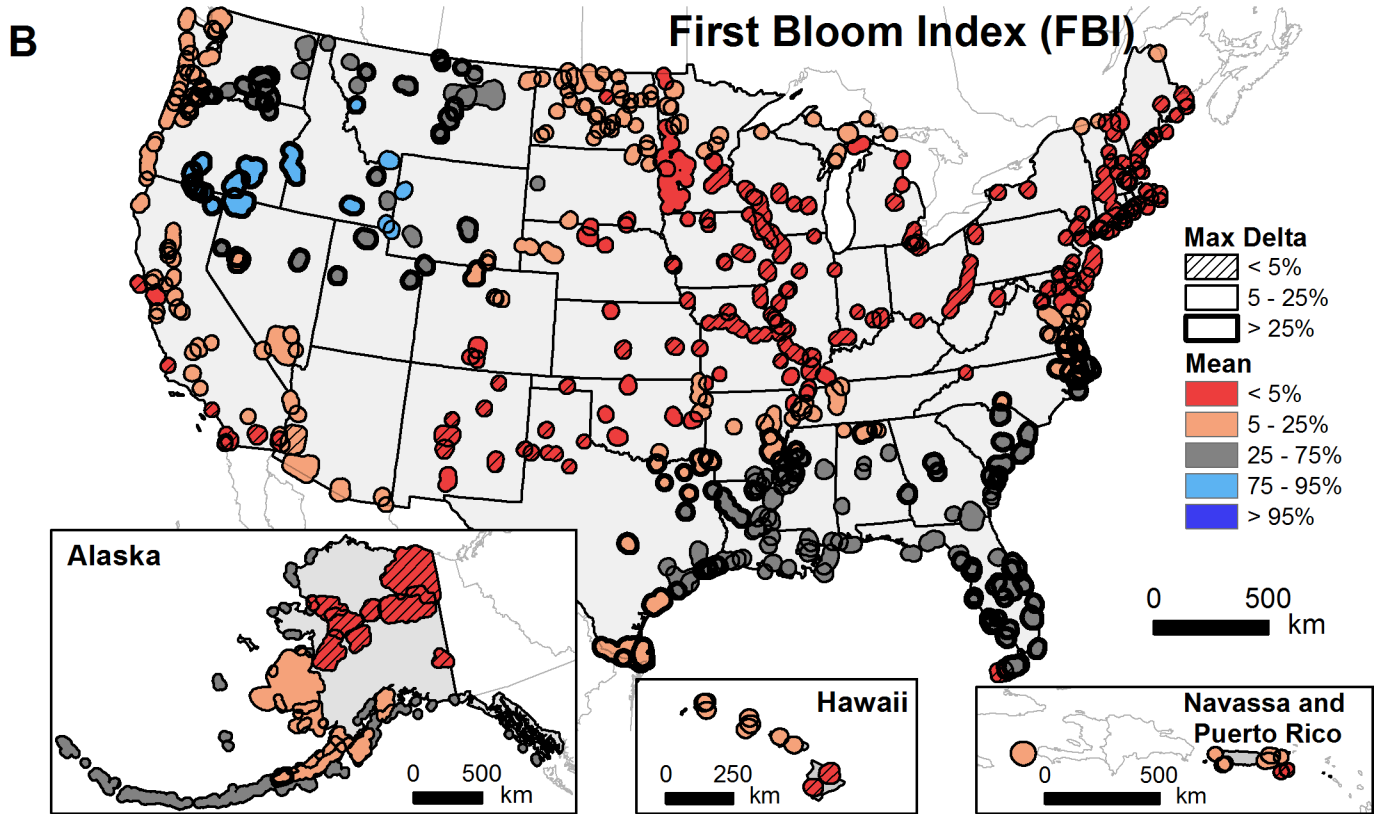 B
First Bloom Index (FBI)
Max Delta
< 5%
5 - 25%
> 25%
Mean
< 5%
5 - 25%
25 - 75%
75 - 95%
> 95%
0 500
km
Alaska
0 500
km
Hawaii
0 250
km
Navassa and
Puerto Rico
0 500
km